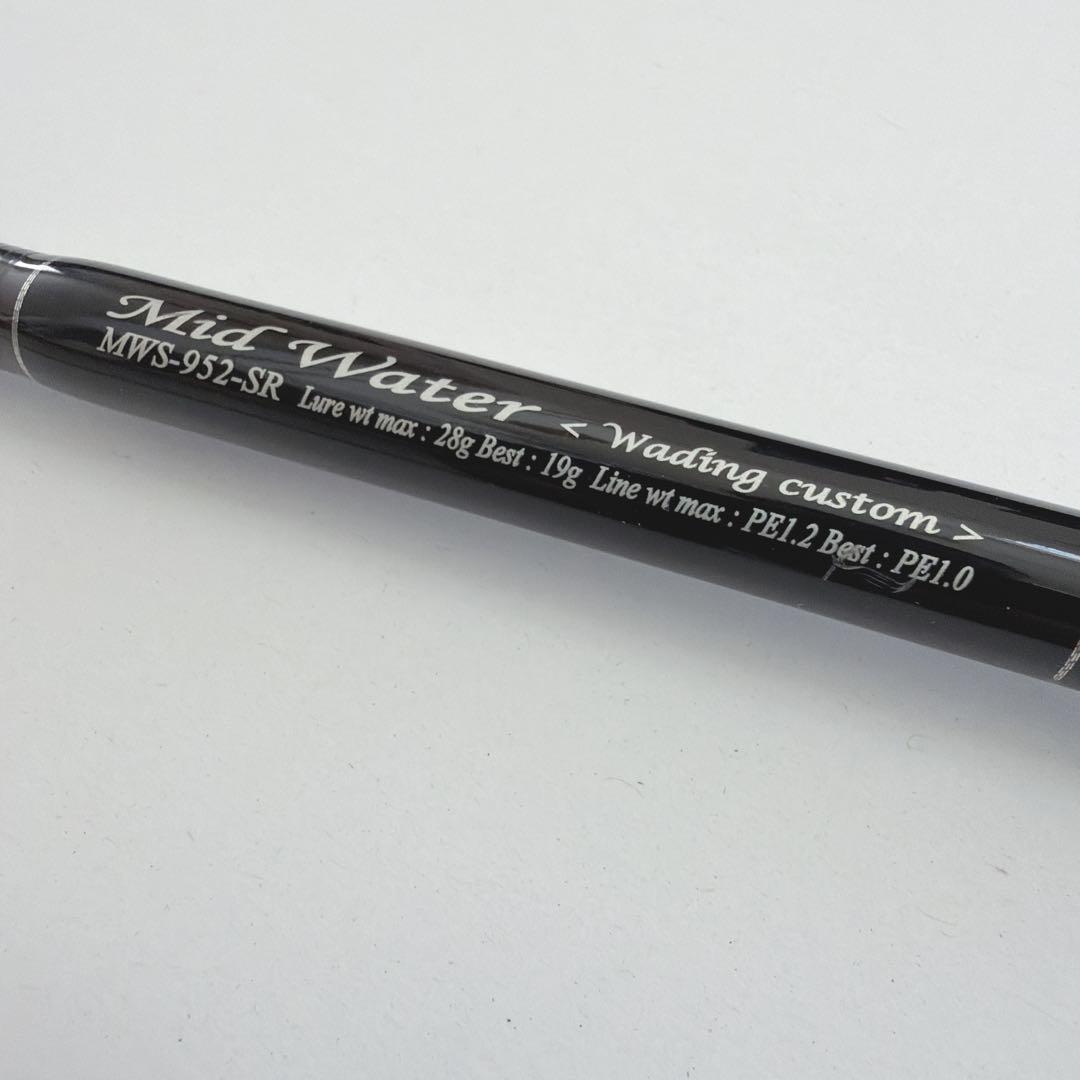 Mid Water < Wading custom >
MWS-952-SR Lure wt max : 28g Best : 19g Line wt max : PE1.2 Best : PE1.0